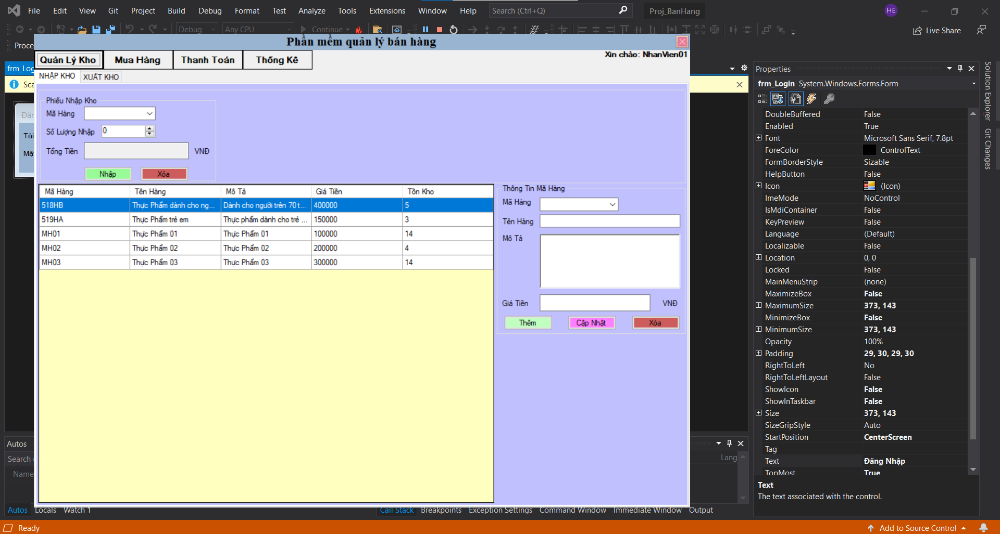 File Edit View Git Project Build Debug Format Test Analyze Tools Extensions Window Help Search (Ctrl+Q) Proj_BanHang HE
Debug Any CPU Continue Live Share
Proce
Phần mềm quản lý bán hàng
Quản Lý Kho Mua Hàng Thanh Toán Thống Kê
Xin chào: NhanVien01
frm_Log
NHẬP KHO XUẤT KHO
Sca
Phiếu Nhập Kho
Mã Hàng
Số Lượng Nhập 0
Tổng Tiền VNĐ
Nhập Xóa
Đăn
Tài
Mật
Mã Hàng Tên Hàng Mô Tả Giá Tiền Tồn Kho
518HB Thực Phẩm dành cho ng... Dành cho người trên 70 t... 400000 5
519HA Thực Phẩm trẻ em Thực phẩm dành cho trẻ ... 150000 3
MH01 Thực Phẩm 01 Thực Phẩm 01 100000 14
MH02 Thực Phẩm 02 Thực Phẩm 02 200000 4
MH03 Thực Phẩm 03 Thực Phẩm 03 300000 14
Thông Tin Mã Hàng
Mã Hàng
Tên Hàng
Mô Tả
Giá Tiền VNĐ
Thêm Cập Nhật Xóa
Properties
frm_Login System.Windows.Forms.Form
DoubleBuffered False
Enabled True
Font Microsoft Sans Serif, 7.8pt
ForeColor ControlText
FormBorderStyle Sizable
HelpButton False
Icon (Icon)
ImeMode NoControl
IsMdiContainer False
KeyPreview False
Language (Default)
Localizable False
Location 0, 0
Locked False
MainMenuStrip (none)
MaximizeBox False
MaximumSize 373, 143
MinimizeBox False
MinimumSize 373, 143
Opacity 100%
Padding 29, 30, 29, 30
RightToLeft No
RightToLeftLayout False
ShowIcon False
ShowInTaskbar False
Size 373, 143
SizeGripStyle Auto
StartPosition CenterScreen
Tag
Text Đăng Nhập
TopMost True
Text
The text associated with the control.
Solution Explorer
Git Changes
Autos
Search
Name
Lang
Autos Locals Watch 1
Call Stack Breakpoints Exception Settings Command Window Immediate Window Output
Ready Add to Source Control